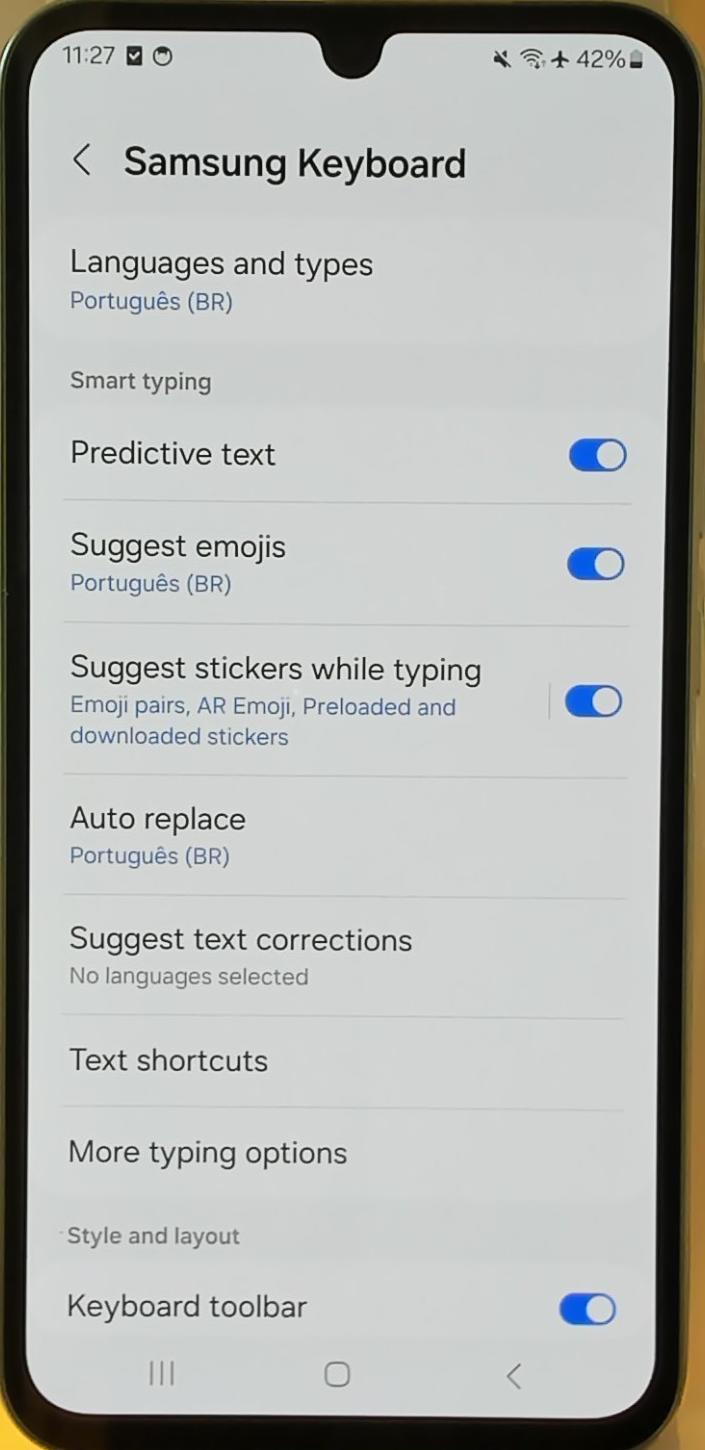 11:27
42%
Samsung Keyboard
Languages and types
Português (BR)
Smart typing
Predictive text
Suggest emojis
Português (BR)
Suggest stickers while typing
Emoji pairs, AR Emoji, Preloaded and
downloaded stickers
Auto replace
Português (BR)
Suggest text corrections
No languages selected
Text shortcuts
More typing options
Style and layout
Keyboard toolbar